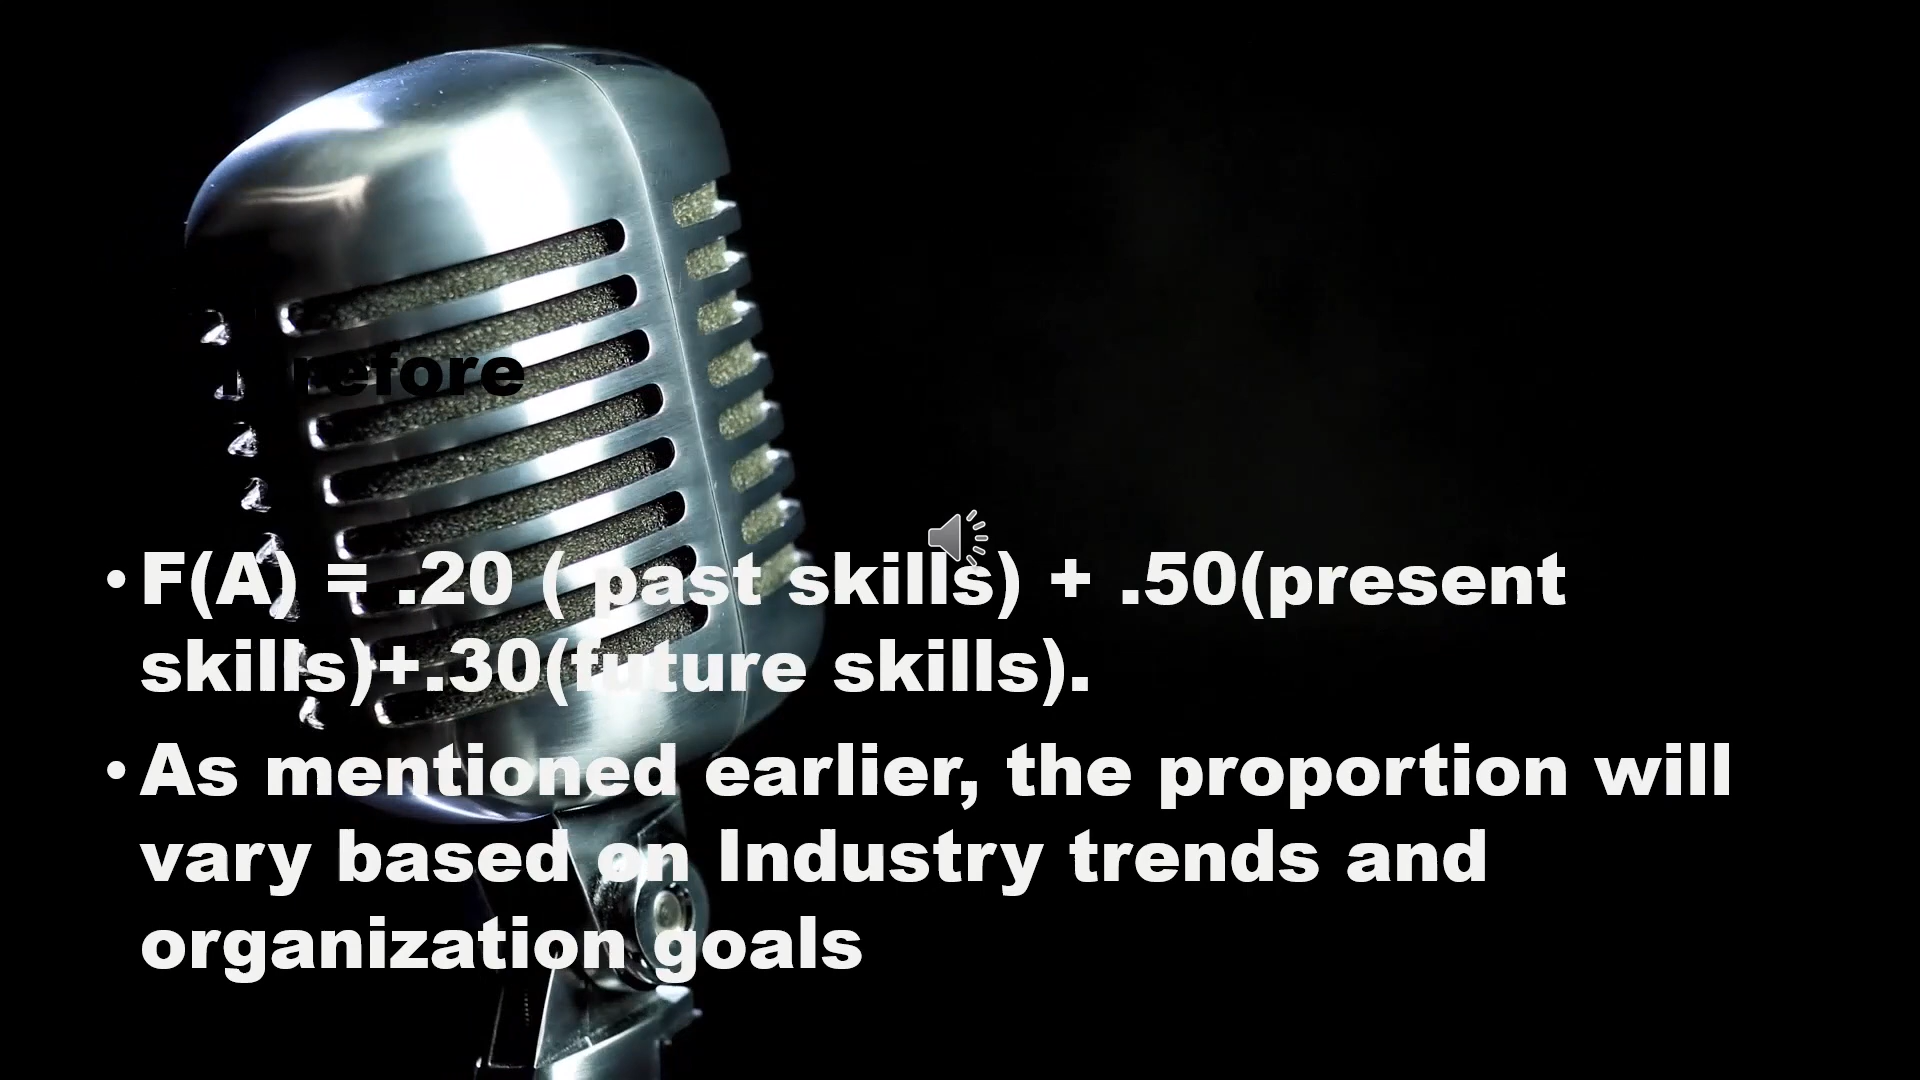 • F(A) = .20 ( past skills) + .50(present
skills)+.30(future skills).
• As mentioned earlier, the proportion will
vary based on Industry trends and
organization goals